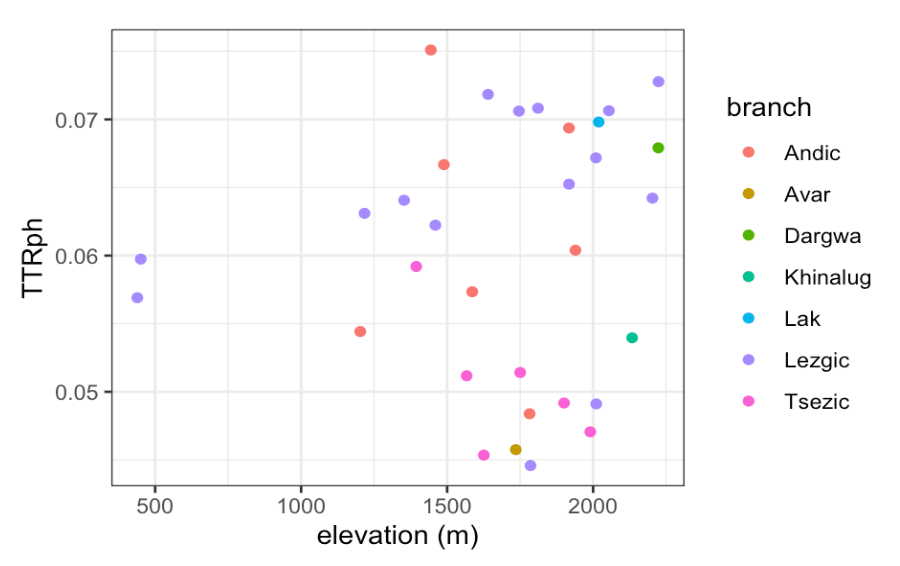 0.07
0.06
0.05
TTRph
500 1000 1500 2000
elevation (m)
branch
Andic
Avar
Dargwa
Khinalug
Lak
Lezgic
Tsezic